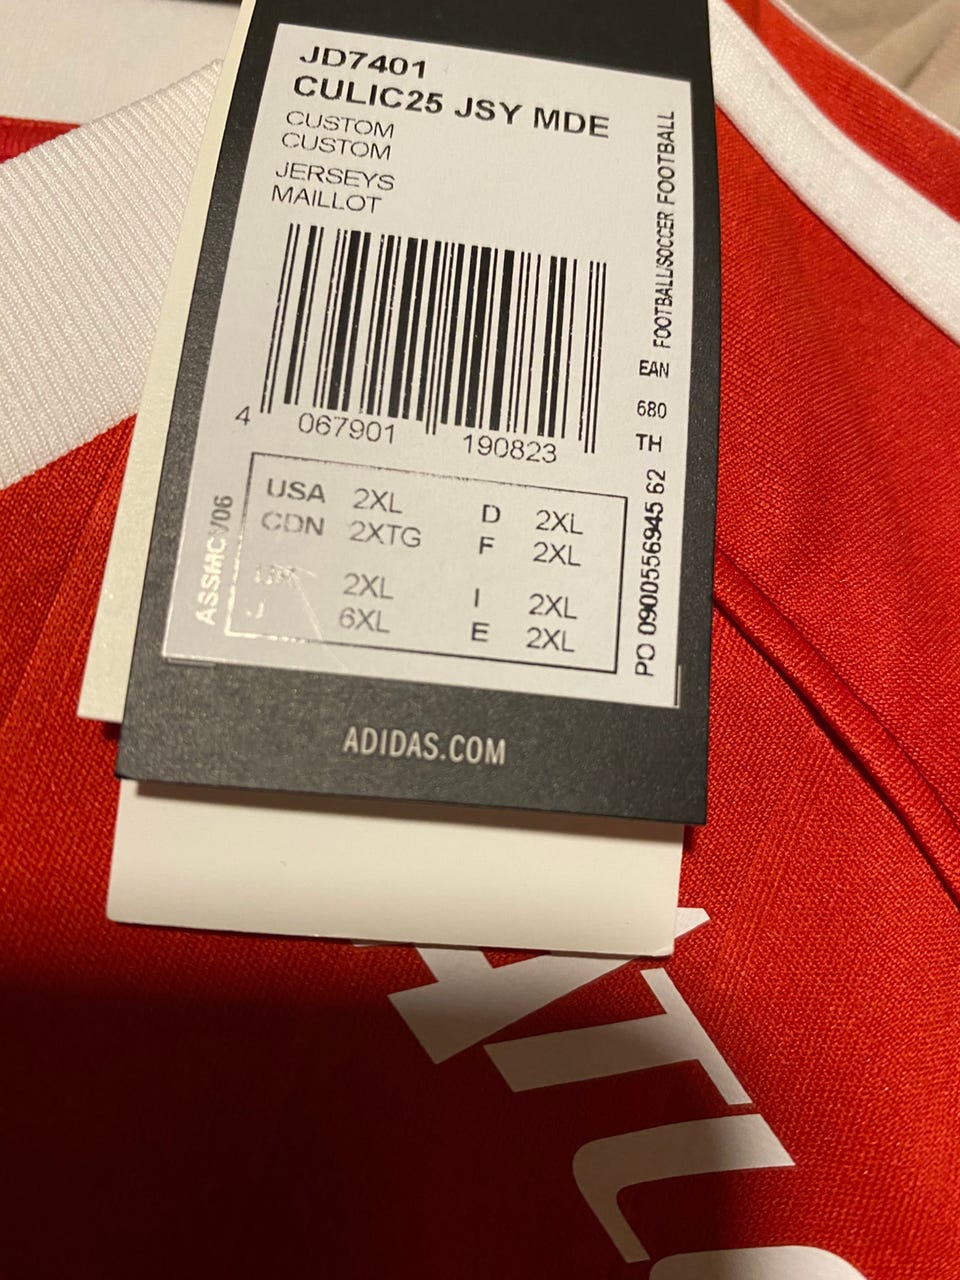 JD7401
CULIC25 JSY MDE
CUSTOM
CUSTOM
JERSEYS
MAILLOT
4 067901 190823
USA 2XL D 2XL
CDN 2XTG F 2XL
2XL I 2XL
J 6XL E 2XL
ASSMCV06
PO 0900556945 62 TH 680 EAN FOOTBALL/SOCCER FOOTBALL
ADIDAS.COM